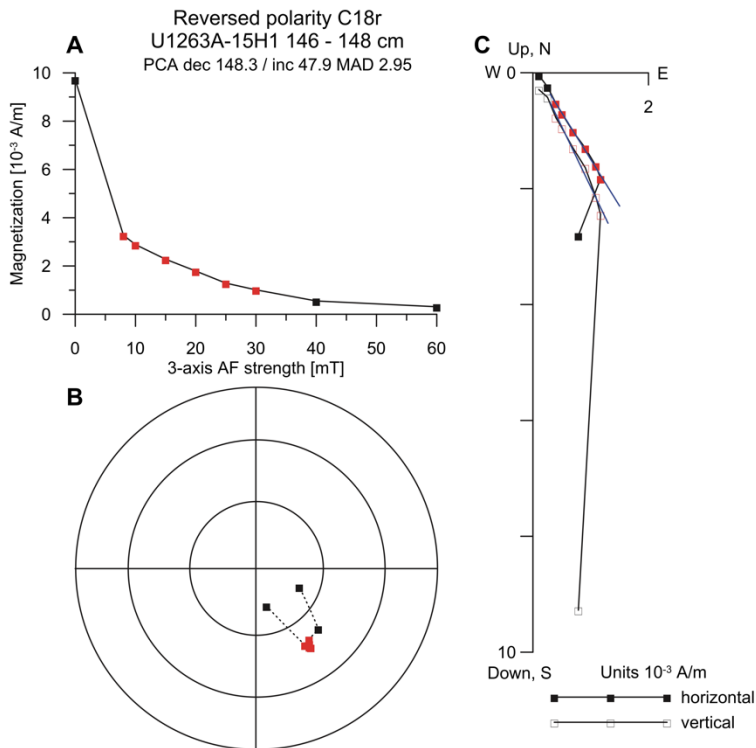 Reversed polarity C18r
U1263A-15H1 146 - 148 cm
PCA dec 148.3 / inc 47.9 MAD 2.95
A
Magnetization [10⁻³ A/m]
10
8
6
4
2
0
0 10 20 30 40 50 60
3-axis AF strength [mT]
B
C
Up, N
W 0 E
2
10
Down, S
Units 10⁻³ A/m
horizontal
vertical